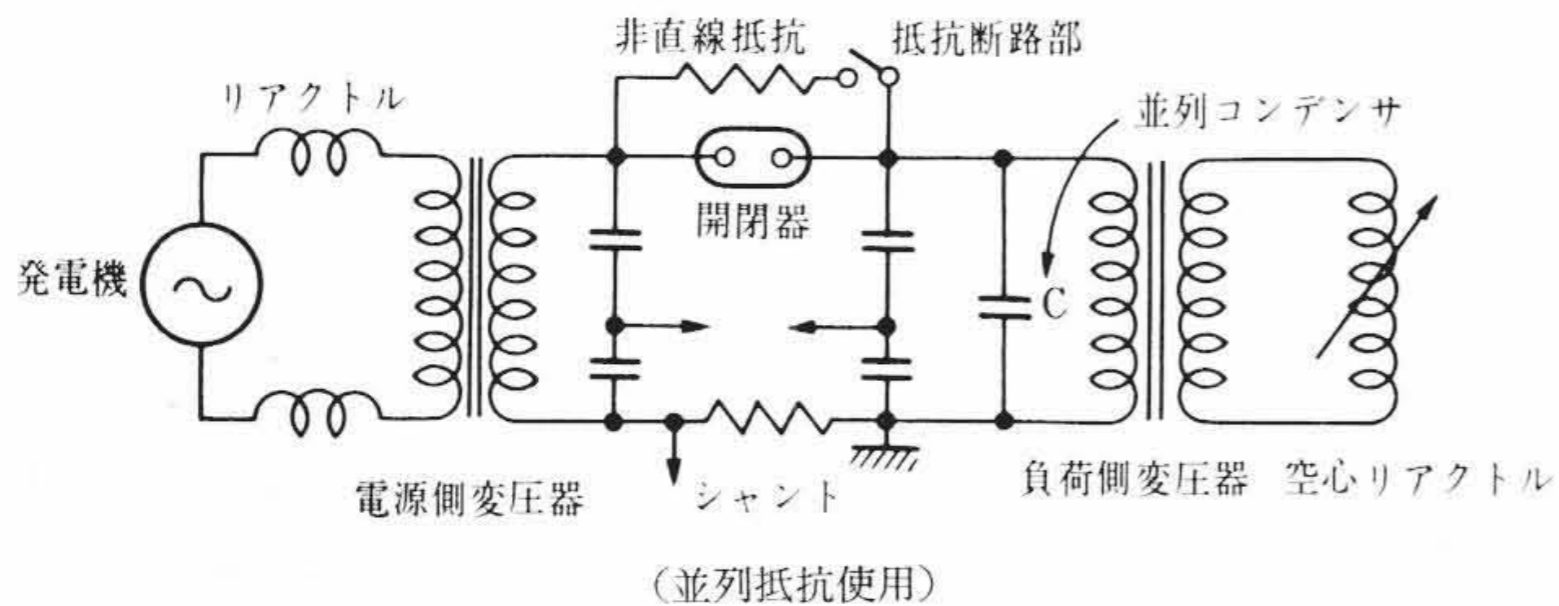 非直線抵抗
抵抗断路部
リアクトル
並列コンデンサ
開閉器
発電機
C
電源側変圧器
シャント
負荷側変圧器
空心リアクトル
(並列抵抗使用)